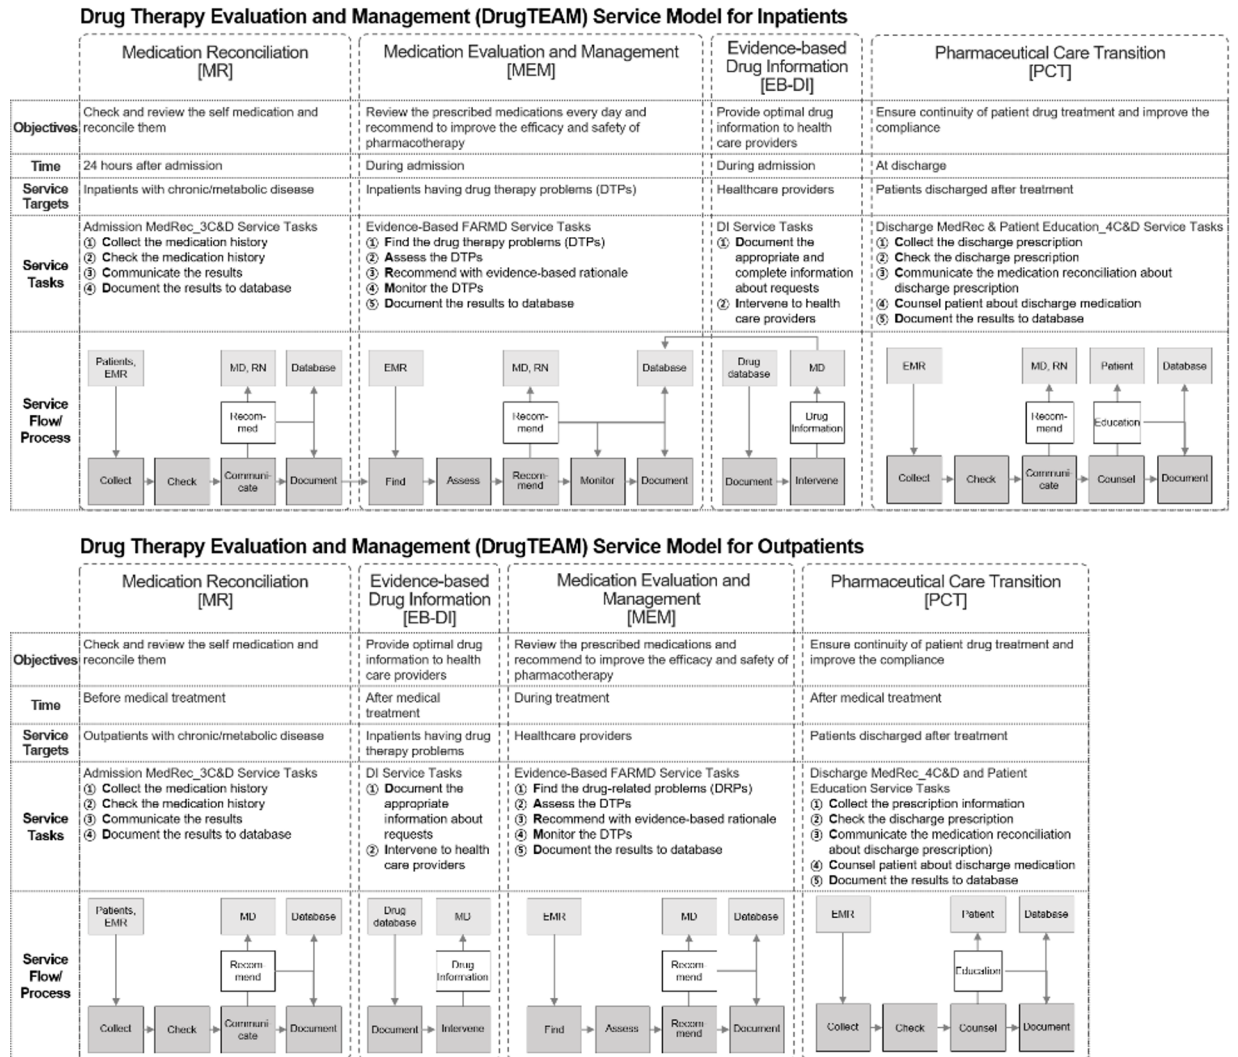 Drug Therapy Evaluation and Management (DrugTEAM) Service Model for Inpatients
Medication Reconciliation
[MR]
Medication Evaluation and Management
[MEM]
Evidence-based
Drug Information
[EB-DI]
Pharmaceutical Care Transition
[PCT]
Objectives
Check and review the self medication and
reconcile them
Review the prescribed medications every day and
recommend to improve the efficacy and safety of
pharmacotherapy
Provide optimal drug
information to health
care providers
Ensure continuity of patient drug treatment and improve the
compliance
Time
24 hours after admission
During admission
During admission
At discharge
Service
Targets
Inpatients with chronic/metabolic disease
Inpatients having drug therapy problems (DTPs)
Healthcare providers
Patients discharged after treatment
Service
Tasks
Admission MedRec_3C&D Service Tasks
① Collect the medication history
② Check the medication history
③ Communicate the results
④ Document the results to database
Evidence-Based FARMD Service Tasks
① Find the drug therapy problems (DTPs)
② Assess the DTPs
③ Recommend with evidence-based rationale
④ Monitor the DTPs
⑤ Document the results to database
DI Service Tasks
① Document the
appropriate and
complete information
about requests
② Intervene to health
care providers
Discharge MedRec & Patient Education_4C&D Service Tasks
① Collect the discharge prescription
② Check the discharge prescription
③ Communicate the medication reconciliation about
discharge prescription
④ Counsel patient about discharge medication
⑤ Document the results to database
Service
Flow/
Process
Patients,
EMR
MD, RN
Database
Recom-
med
Collect
Check
Communi-
cate
Document
EMR
MD, RN
Database
Recom-
mend
Find
Assess
Recom-
mend
Monitor
Document
Drug
database
MD
Drug
Information
Document
Intervene
EMR
MD, RN
Patient
Database
Recom-
mend
Education
Collect
Check
Communi-
cate
Counsel
Document
Drug Therapy Evaluation and Management (DrugTEAM) Service Model for Outpatients
Medication Reconciliation
[MR]
Evidence-based
Drug Information
[EB-DI]
Medication Evaluation and
Management
[MEM]
Pharmaceutical Care Transition
[PCT]
Objectives
Check and review the self medication and
reconcile them
Provide optimal drug
information to health
care providers
Review the prescribed medications and
recommend to improve the efficacy and safety of
pharmacotherapy
Ensure continuity of patient drug treatment and
improve the compliance
Time
Before medical treatment
After medical
treatment
During treatment
After medical treatment
Service
Targets
Outpatients with chronic/metabolic disease
Inpatients having drug
therapy problems
Healthcare providers
Patients discharged after treatment
Service
Tasks
Admission MedRec_3C&D Service Tasks
① Collect the medication history
② Check the medication history
③ Communicate the results
④ Document the results to database
DI Service Tasks
① Document the
appropriate
information about
requests
② Intervene to health
care providers
Evidence-Based FARMD Service Tasks
① Find the drug-related problems (DRPs)
② Assess the DTPs
③ Recommend with evidence-based rationale
④ Monitor the DTPs
⑤ Document the results to database
Discharge MedRec_4C&D and Patient
Education Service Tasks
① Collect the prescription information
② Check the discharge prescription
③ Communicate the medication reconciliation
about discharge prescription)
④ Counsel patient about discharge medication
⑤ Document the results to database
Service
Flow/
Process
Patients,
EMR
MD
Database
Recom-
mend
Collect
Check
Communi-
cate
Document
Drug
database
MD
Drug
Information
Document
Intervene
EMR
MD
Database
Recom-
mend
Find
Assess
Recom-
mend
Document
EMR
Patient
Database
Education
Collect
Check
Counsel
Document